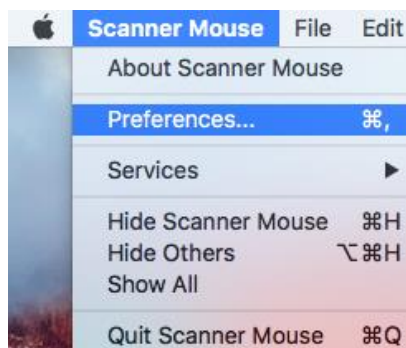 Scanner Mouse File Edit
About Scanner Mouse
Preferences... ⌘,
Services ▶
Hide Scanner Mouse ⌘H
Hide Others ⌥⌘H
Show All
Quit Scanner Mouse ⌘Q